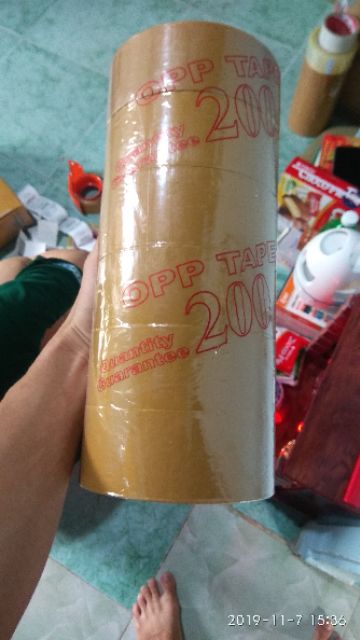 OPP TAPE
200
Quantity
Guarantee
OPP TAPE
200
Quantity
Guarantee
2019-11-7 15:36